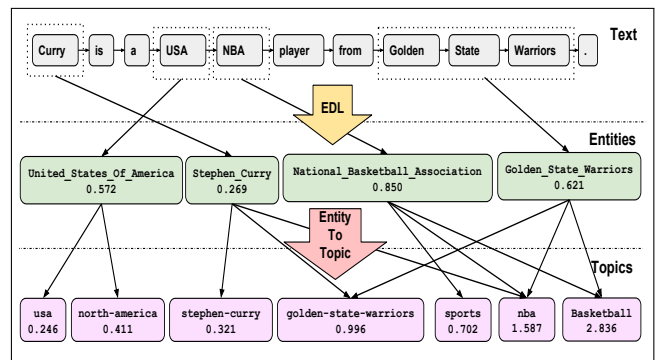 Text
Curry is a USA NBA player from Golden State Warriors .
EDL
Entities
United_States_Of_America Stephen_Curry National_Basketball_Association Golden_State_Warriors
0.572 0.269 0.850 0.621
Entity
To
Topic
Topics
usa north-america stephen-curry golden-state-warriors sports nba Basketball
0.246 0.411 0.321 0.996 0.702 1.587 2.836